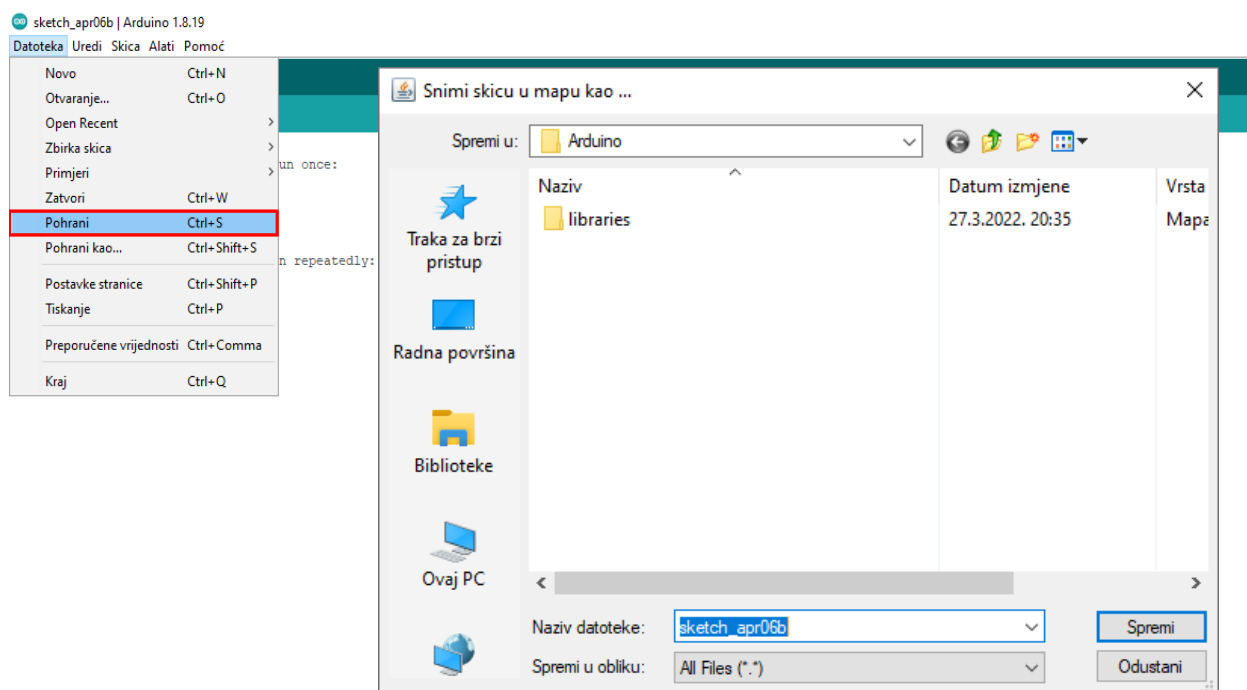 sketch_apr06b | Arduino 1.8.19
Datoteka Uredi Skica Alati Pomoć
Novo Ctrl+N
Otvaranje... Ctrl+O
Open Recent
Zbirka skica
Primjeri
Zatvori Ctrl+W
Pohrani Ctrl+S
Pohrani kao... Ctrl+Shift+S
Postavke stranice Ctrl+Shift+P
Tiskanje Ctrl+P
Preporučene vrijednosti Ctrl+Comma
Kraj Ctrl+Q
un once:
n repeatedly:
Snimi skicu u mapu kao ...
Spremi u: Arduino
Naziv Datum izmjene Vrsta
libraries 27.3.2022. 20:35 Mapa
Traka za brzi
pristup
Radna površina
Biblioteke
Ovaj PC
Naziv datoteke: sketch_apr06b Spremi
Spremi u obliku: All Files (*.*) Odustani